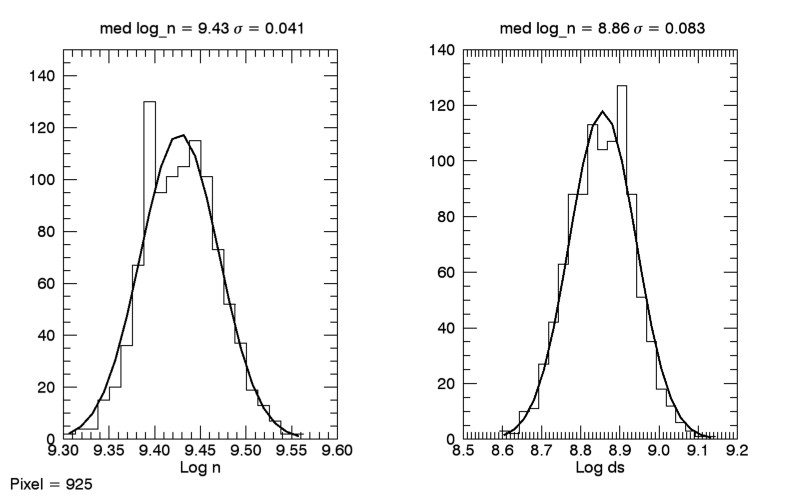 med log_n = 9.43 σ = 0.041
140
120
100
80
60
40
20
0
9.30 9.35 9.40 9.45 9.50 9.55 9.60
Log n
med log_n = 8.86 σ = 0.083
140
120
100
80
60
40
20
0
8.5 8.6 8.7 8.8 8.9 9.0 9.1 9.2
Log ds
Pixel = 925